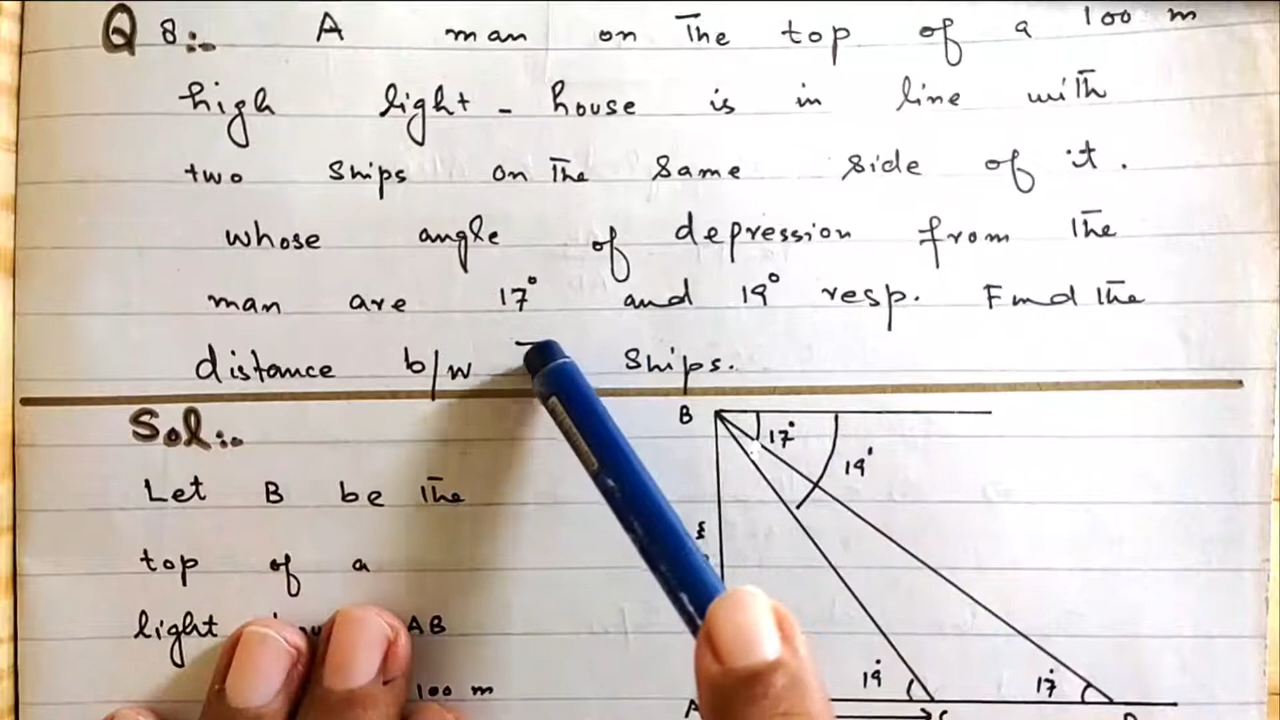 Q 8:- A man on the top of a 100 m
high light - house is in line with
two ships on the same side of it.
whose angle of depression from the
man are 17° and 19° resp. Find the
distance b/w ships.
Sol:-
Let B be the
top of a
light AB
100 m
B
17°
19°
m
19°
17°
A
C
D